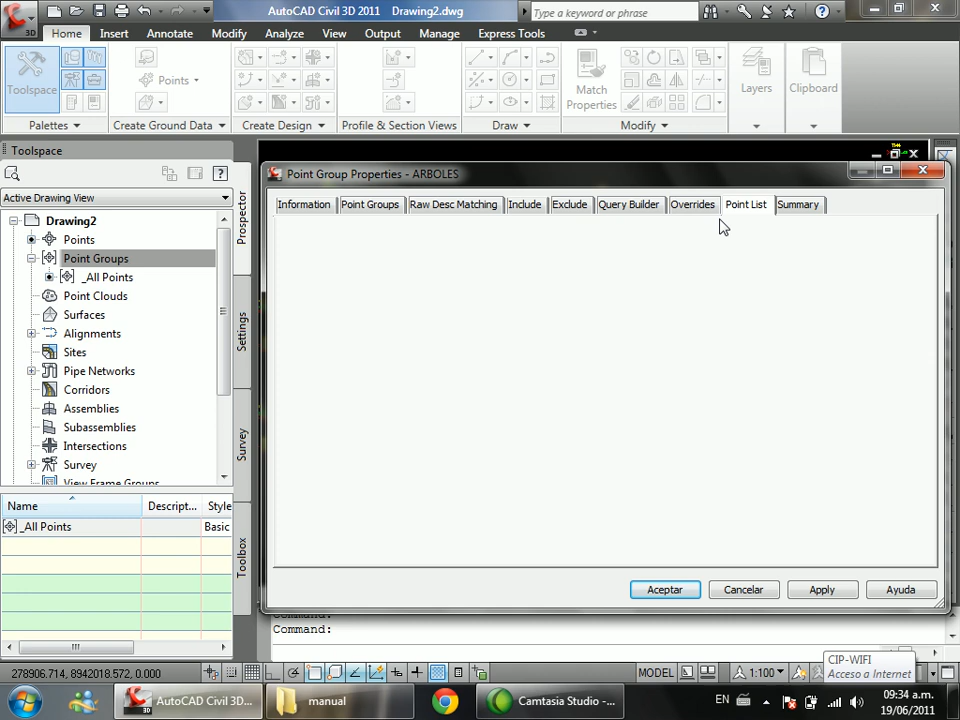 AutoCAD Civil 3D 2011 Drawing2.dwg
Type a keyword or phrase
3D
Home Insert Annotate Modify Analyze View Output Manage Express Tools
Toolspace
Points
Match
Properties
Layers
Clipboard
Palettes Create Ground Data Create Design Profile & Section Views Draw Modify
Toolspace
Active Drawing View
Drawing2
Points
Point Groups
_All Points
Point Clouds
Surfaces
Alignments
Sites
Pipe Networks
Corridors
Assemblies
Subassemblies
Intersections
Survey
View Frame Groups
Prospector
Settings
Survey
Toolbox
Name Descript... Style
_All Points Basic
Point Group Properties - ARBOLES
Information Point Groups Raw Desc Matching Include Exclude Query Builder Overrides Point List Summary
Aceptar Cancelar Apply Ayuda
Command:
Command:
278906.714, 8942018.572, 0.000
MODEL
1:100
CIP-WIFI
Acceso a Internet
AutoCAD Civil 3D...
manual
Camtasia Studio -...
EN
09:34 a.m.
19/06/2011